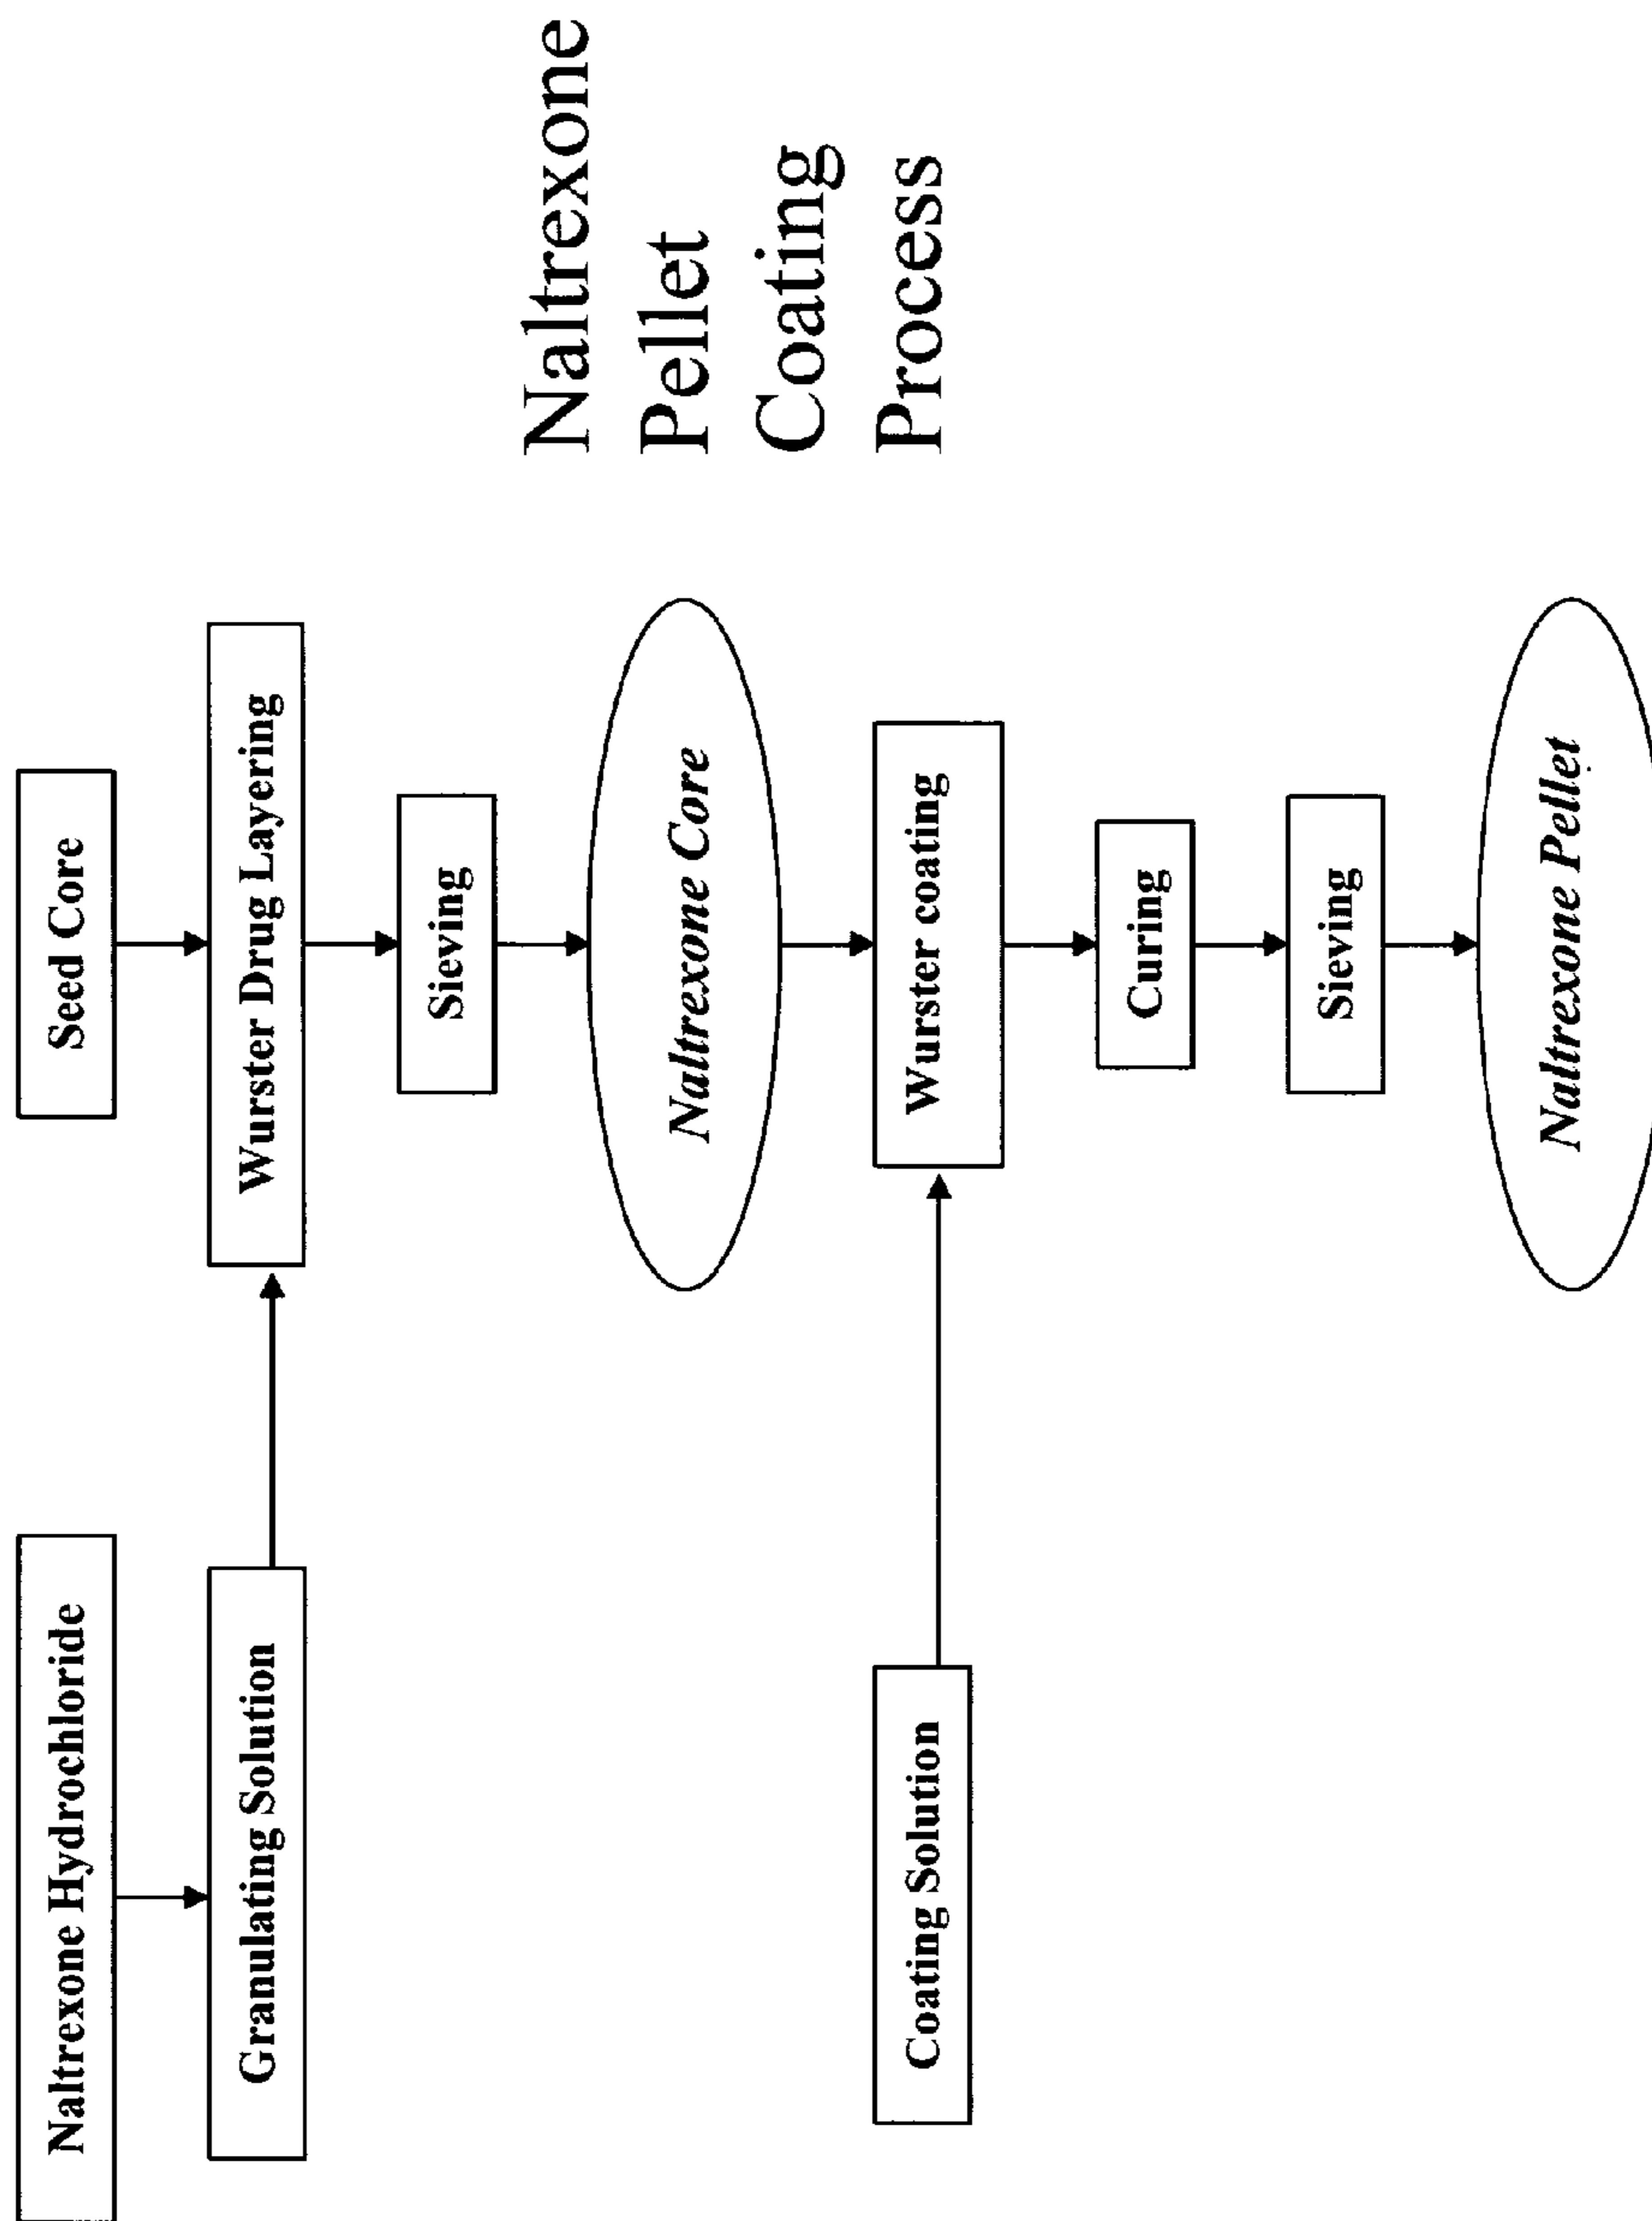 Naltrexone Hydrochloride
Seed Core
Granulating Solution
Wurster Drug Layering
Sieving
Naltrexone Core
Naltrexone
Pellet
Coating
Process
Coating Solution
Wurster coating
Curing
Sieving
Naltrexone Pellet